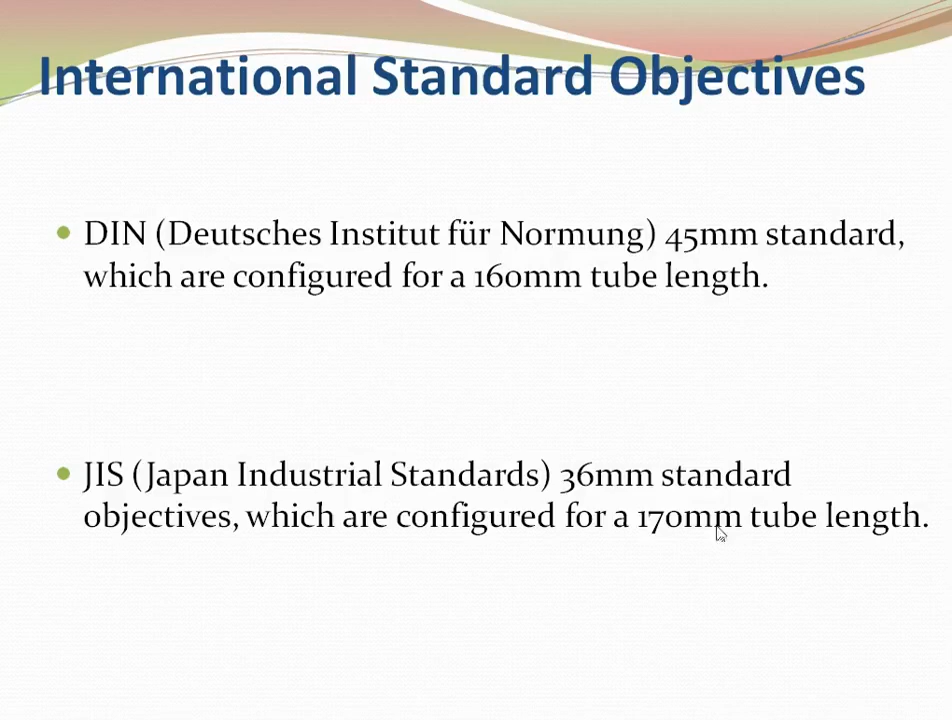 International Standard Objectives
DIN (Deutsches Institut für Normung) 45mm standard,
which are configured for a 160mm tube length.
JIS (Japan Industrial Standards) 36mm standard
objectives, which are configured for a 170mm tube length.